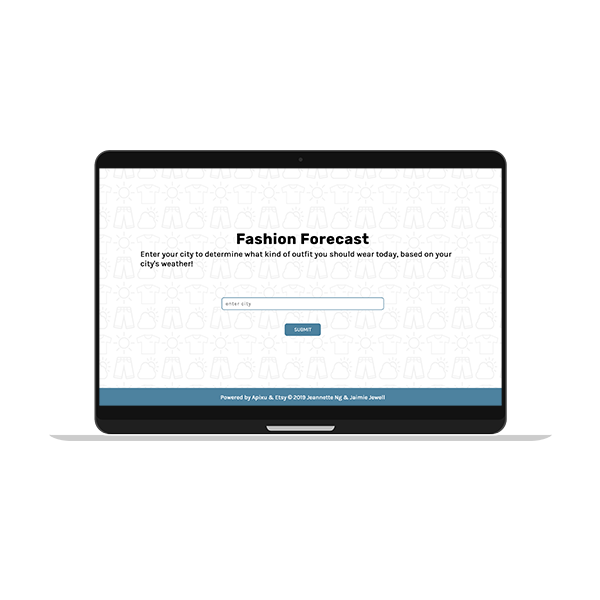 Fashion Forecast
Enter your city to determine what kind of outfit you should wear today, based on your
city's weather!
enter city
SUBMIT
Powered by Apixu & Etsy © 2019 Jeannette Ng & Jaimie Jewell